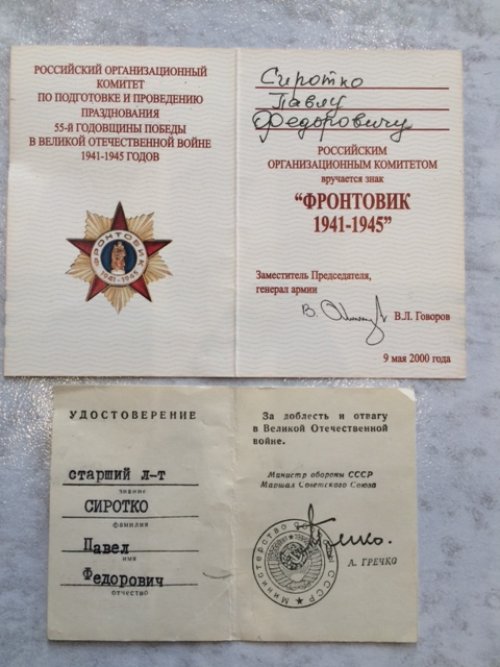 РОССИЙСКИЙ ОРГАНИЗАЦИОННЫЙ
КОМИТЕТ
ПО ПОДГОТОВКЕ И ПРОВЕДЕНИЮ
ПРАЗДНОВАНИЯ
55-й ГОДОВЩИНЫ ПОБЕДЫ
В ВЕЛИКОЙ ОТЕЧЕСТВЕННОЙ ВОЙНЕ
1941-1945 ГОДОВ
ФРОНТОВИК
1941-1945
Сиротко
Павлу
Федоровичу
РОССИЙСКИМ
ОРГАНИЗАЦИОННЫМ КОМИТЕТОМ
вручается знак
"ФРОНТОВИК
1941-1945"
Заместитель Председателя,
генерал армии
В.Л. Говоров
9 мая 2000 года
УДОСТОВЕРЕНИЕ
старший л-т
звание
СИРОТКО
фамилия
Павел
имя
Федорович
отчество
За доблесть и отвагу
в Великой Отечественной
войне.
Министр обороны СССР
Маршал Советского Союза
А. ГРЕЧКО
Министерство обороны СССР